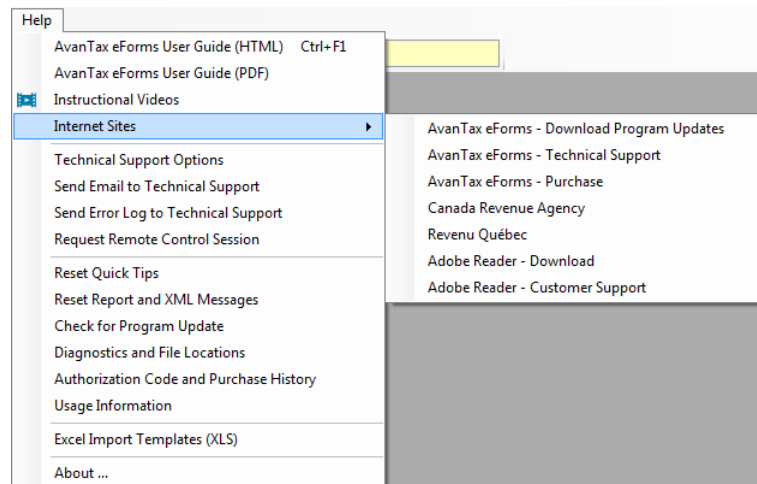 Help
AvanTax eForms User Guide (HTML) Ctrl+F1
AvanTax eForms User Guide (PDF)
Instructional Videos
Internet Sites
Technical Support Options
Send Email to Technical Support
Send Error Log to Technical Support
Request Remote Control Session
Reset Quick Tips
Reset Report and XML Messages
Check for Program Update
Diagnostics and File Locations
Authorization Code and Purchase History
Usage Information
Excel Import Templates (XLS)
About ...
AvanTax eForms - Download Program Updates
AvanTax eForms - Technical Support
AvanTax eForms - Purchase
Canada Revenue Agency
Revenu Québec
Adobe Reader - Download
Adobe Reader - Customer Support